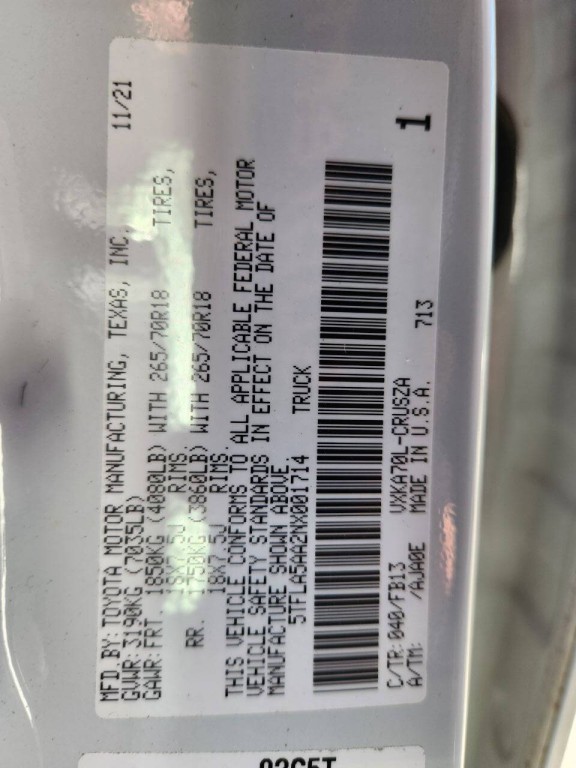 MFD BY: TOYOTA MOTOR MANUFACTURING, TEXAS, INC. 11/21
GVWR: 3190KG (7035LB)
GAWR: FRT. 1850KG (4080LB) WITH 265/70R18 TIRES,
18X7.5J RIMS.
RR. 1750KG (3860LB) WITH 265/70R18 TIRES,
18X7.5J RIMS.
THIS VEHICLE CONFORMS TO ALL APPLICABLE FEDERAL MOTOR
VEHICLE SAFETY STANDARDS IN EFFECT ON THE DATE OF
MANUFACTURE SHOWN ABOVE.
5TFLA5AA2NX001714 TRUCK
1
C/TR: 040/FB13 VXKA70L-CRUSZA
A/TM: /AJA0E MADE IN U.S.A. 713